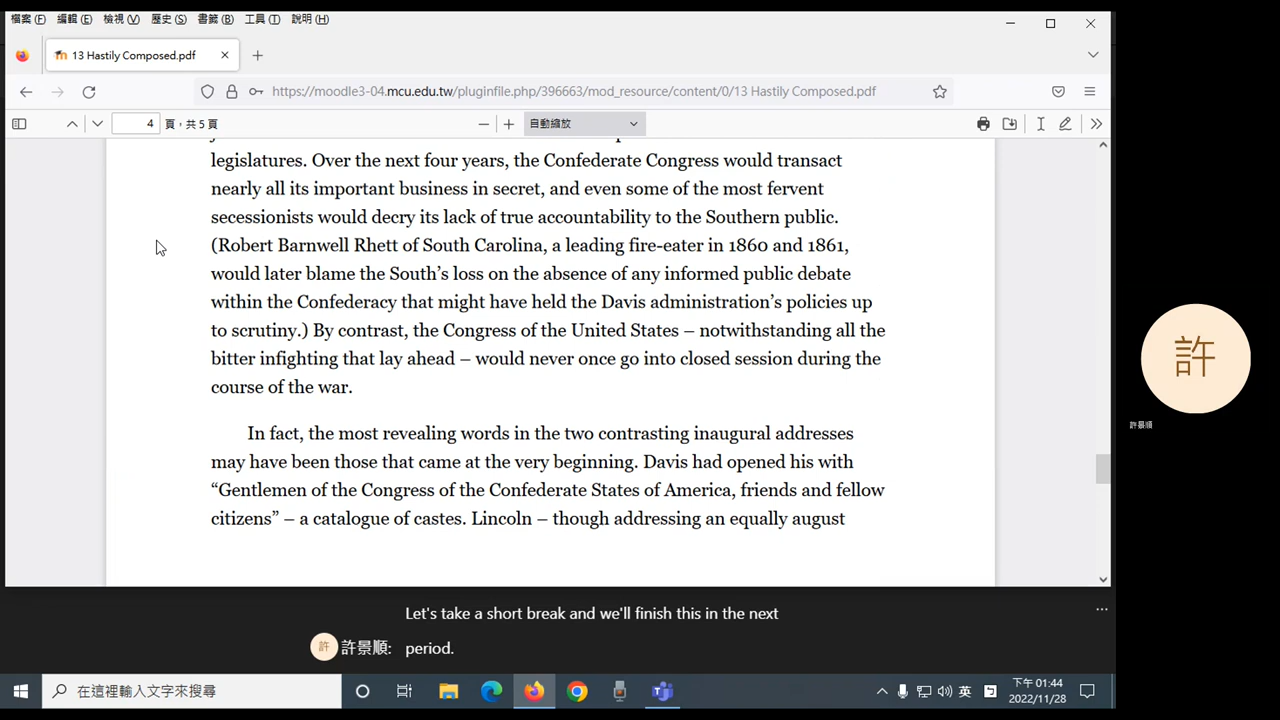 檔案 (F) 編輯 (E) 檢視 (V) 歷史 (S) 書籤 (B) 工具 (T) 說明 (H)
13 Hastily Composed.pdf
https://moodle3-04.mcu.edu.tw/pluginfile.php/396663/mod_resource/content/0/13 Hastily Composed.pdf
4 頁，共 5 頁
自動縮放
legislatures. Over the next four years, the Confederate Congress would transact
nearly all its important business in secret, and even some of the most fervent
secessionists would decry its lack of true accountability to the Southern public.
(Robert Barnwell Rhett of South Carolina, a leading fire-eater in 1860 and 1861,
would later blame the South's loss on the absence of any informed public debate
within the Confederacy that might have held the Davis administration's policies up
to scrutiny.) By contrast, the Congress of the United States – notwithstanding all the
bitter infighting that lay ahead – would never once go into closed session during the
course of the war.
In fact, the most revealing words in the two contrasting inaugural addresses
may have been those that came at the very beginning. Davis had opened his with
“Gentlemen of the Congress of the Confederate States of America, friends and fellow
citizens” – a catalogue of castes. Lincoln – though addressing an equally august
許
許景順
Let's take a short break and we'll finish this in the next
許 許景順: period.
在這裡輸入文字來搜尋
英
下午 01:44
2022/11/28